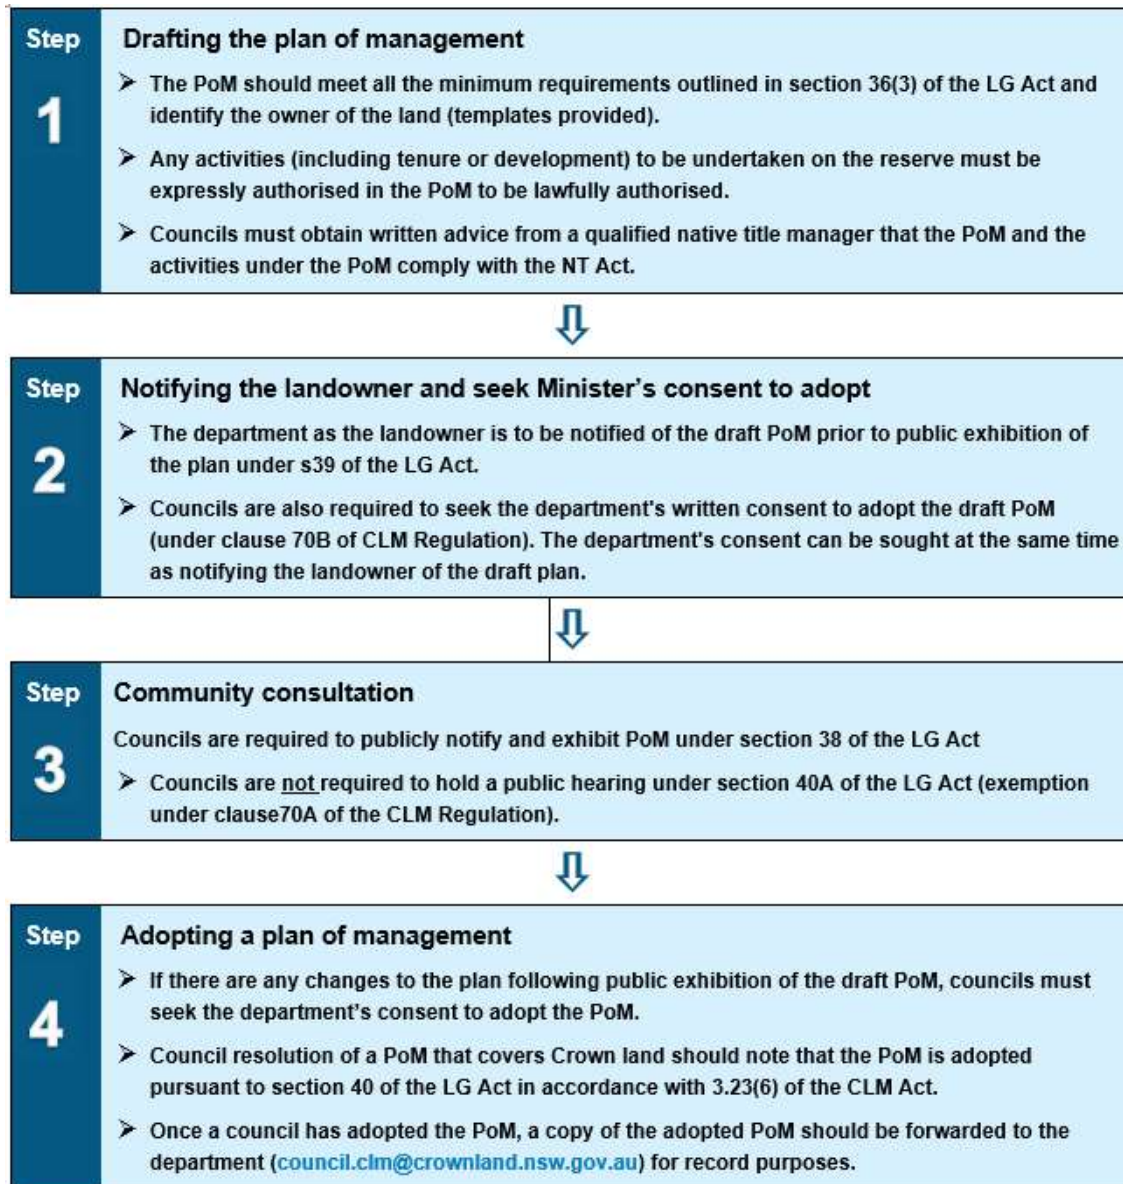 Step
1
Drafting the plan of management
➢ The PoM should meet all the minimum requirements outlined in section 36(3) of the LG Act and
identify the owner of the land (templates provided).
➢ Any activities (including tenure or development) to be undertaken on the reserve must be
expressly authorised in the PoM to be lawfully authorised.
➢ Councils must obtain written advice from a qualified native title manager that the PoM and the
activities under the PoM comply with the NT Act.
Step
2
Notifying the landowner and seek Minister's consent to adopt
➢ The department as the landowner is to be notified of the draft PoM prior to public exhibition of
the plan under s39 of the LG Act.
➢ Councils are also required to seek the department's written consent to adopt the draft PoM
(under clause 70B of CLM Regulation). The department's consent can be sought at the same time
as notifying the landowner of the draft plan.
Step
3
Community consultation
Councils are required to publicly notify and exhibit PoM under section 38 of the LG Act
➢ Councils are not required to hold a public hearing under section 40A of the LG Act (exemption
under clause70A of the CLM Regulation).
Step
4
Adopting a plan of management
➢ If there are any changes to the plan following public exhibition of the draft PoM, councils must
seek the department's consent to adopt the PoM.
➢ Council resolution of a PoM that covers Crown land should note that the PoM is adopted
pursuant to section 40 of the LG Act in accordance with 3.23(6) of the CLM Act.
➢ Once a council has adopted the PoM, a copy of the adopted PoM should be forwarded to the
department (council.clm@crownland.nsw.gov.au) for record purposes.